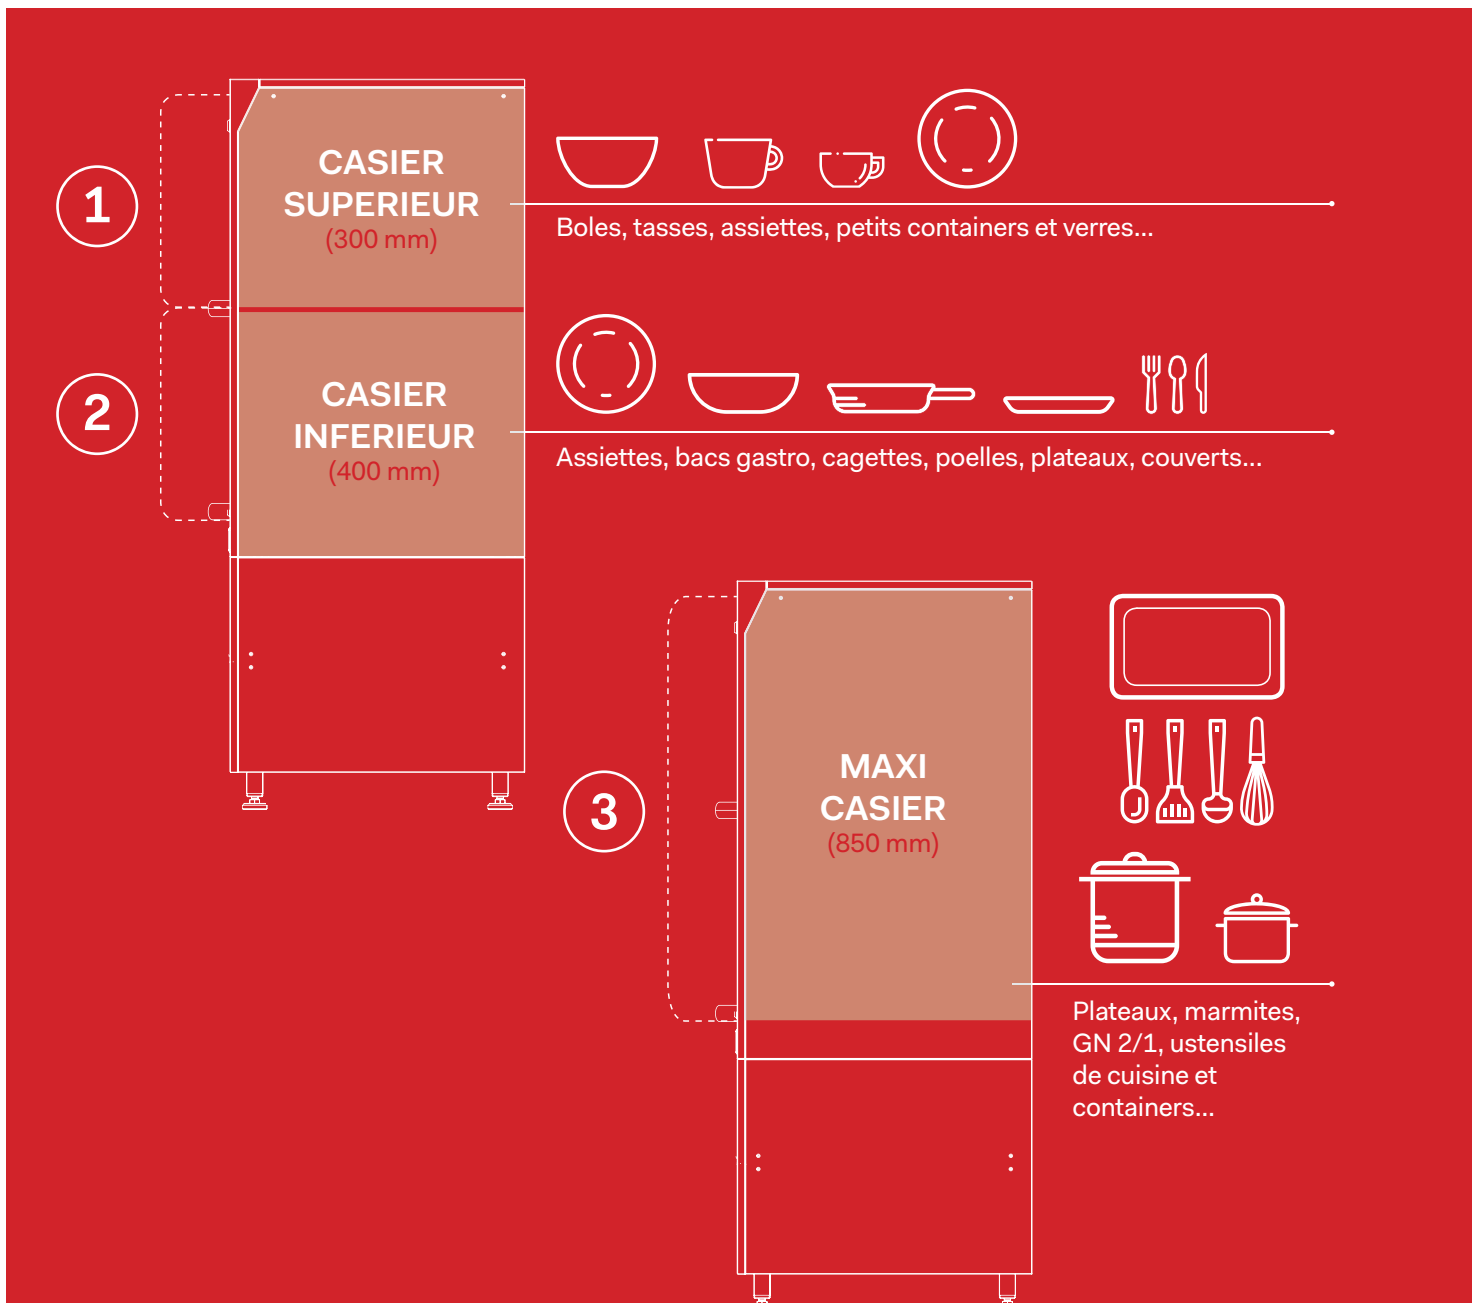 1
CASIER
SUPERIEUR
(300 mm)
Boles, tasses, assiettes, petits containers et verres...
2
CASIER
INFERIEUR
(400 mm)
Assiettes, bacs gastro, cagettes, poelles, plateaux, couverts...
3
MAXI
CASIER
(850 mm)
Plateaux, marmites,
GN 2/1, ustensiles
de cuisine et
containers...